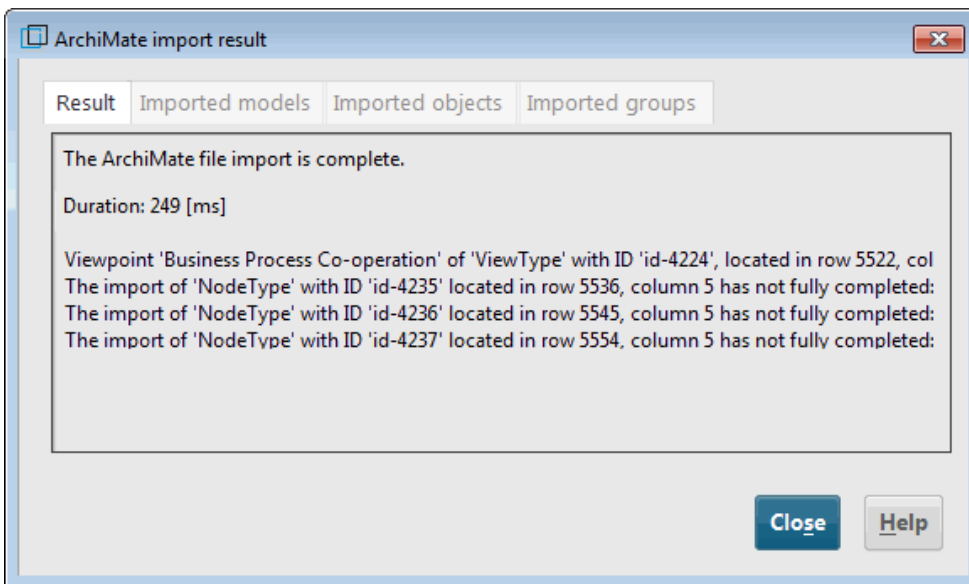 ArchiMate import result
Result Imported models Imported objects Imported groups
The ArchiMate file import is complete.
Duration: 249 [ms]
Viewpoint 'Business Process Co-operation' of 'ViewType' with ID 'id-4224', located in row 5522, col
The import of 'NodeType' with ID 'id-4235' located in row 5536, column 5 has not fully completed:
The import of 'NodeType' with ID 'id-4236' located in row 5545, column 5 has not fully completed:
The import of 'NodeType' with ID 'id-4237' located in row 5554, column 5 has not fully completed:
Close Help